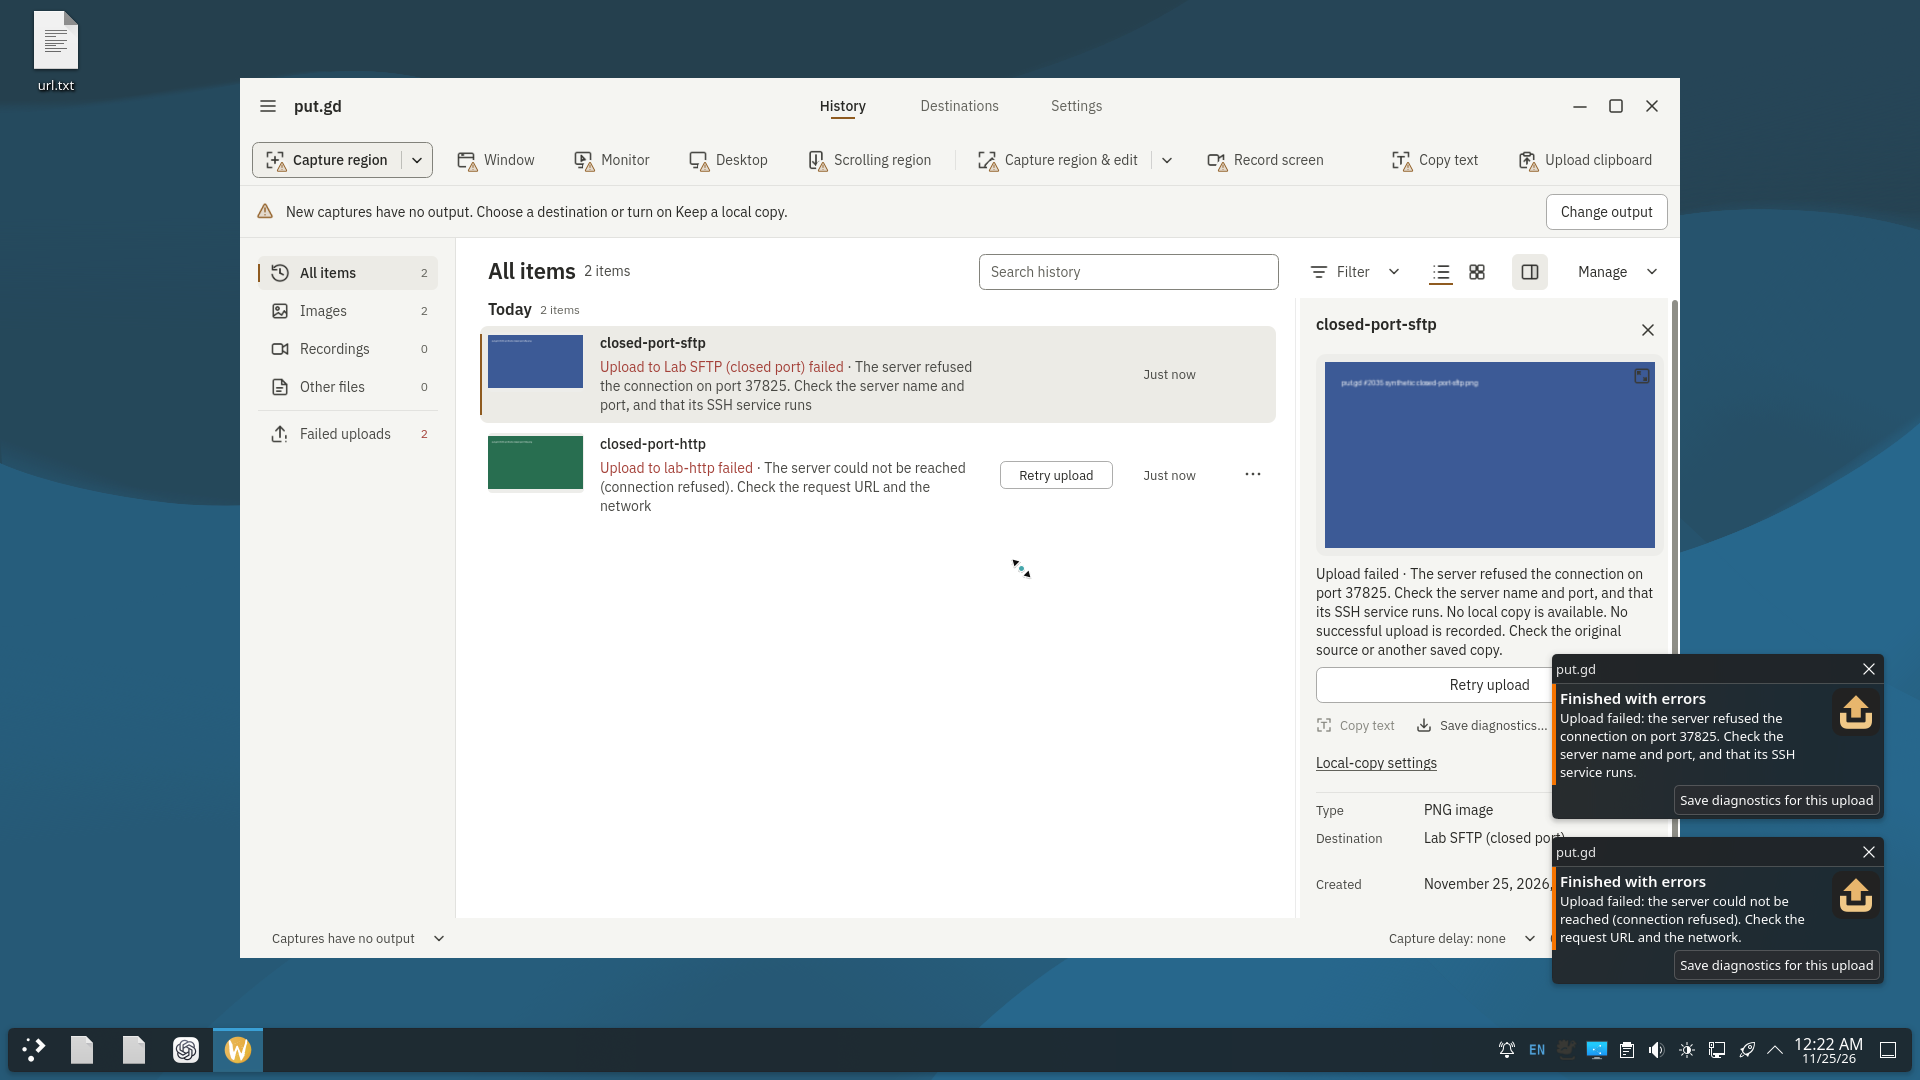 url.txt
put.gd
History
Destinations
Settings
Capture region
Window
Monitor
Desktop
Scrolling region
Capture region & edit
Record screen
Copy text
Upload clipboard
New captures have no output. Choose a destination or turn on Keep a local copy.
Change output
All items 2
Images 2
Recordings 0
Other files 0
Failed uploads 2
All items 2 items
Search history
Filter
Manage
Today 2 items
closed-port-sftp
Upload to Lab SFTP (closed port) failed · The server refused
the connection on port 37825. Check the server name and
port, and that its SSH service runs
Just now
closed-port-http
Upload to lab-http failed · The server could not be reached
(connection refused). Check the request URL and the
network
Retry upload
Just now
closed-port-sftp
put.gd #2035 synthetic closed-port-sftp.png
Upload failed · The server refused the connection on
port 37825. Check the server name and port, and that
its SSH service runs. No local copy is available. No
successful upload is recorded. Check the original
source or another saved copy.
Retry upload
Copy text
Save diagnostics...
Local-copy settings
Type PNG image
Destination Lab SFTP (closed port)
Created November 25, 2026,
Captures have no output
Capture delay: none
put.gd
Finished with errors
Upload failed: the server refused the
connection on port 37825. Check the
server name and port, and that its SSH
service runs.
Save diagnostics for this upload
put.gd
Finished with errors
Upload failed: the server could not be
reached (connection refused). Check the
request URL and the network.
Save diagnostics for this upload
W
EN
12:22 AM
11/25/26